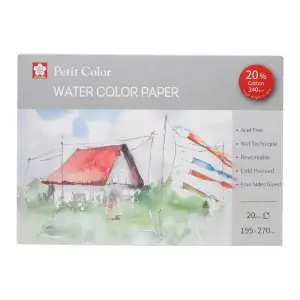 Petit Color
WATER COLOR PAPER
20%
Cotton
240
Acid Free
Wet Technique
Removable
Cold Pressed
Four Sides Glued
20
195×270